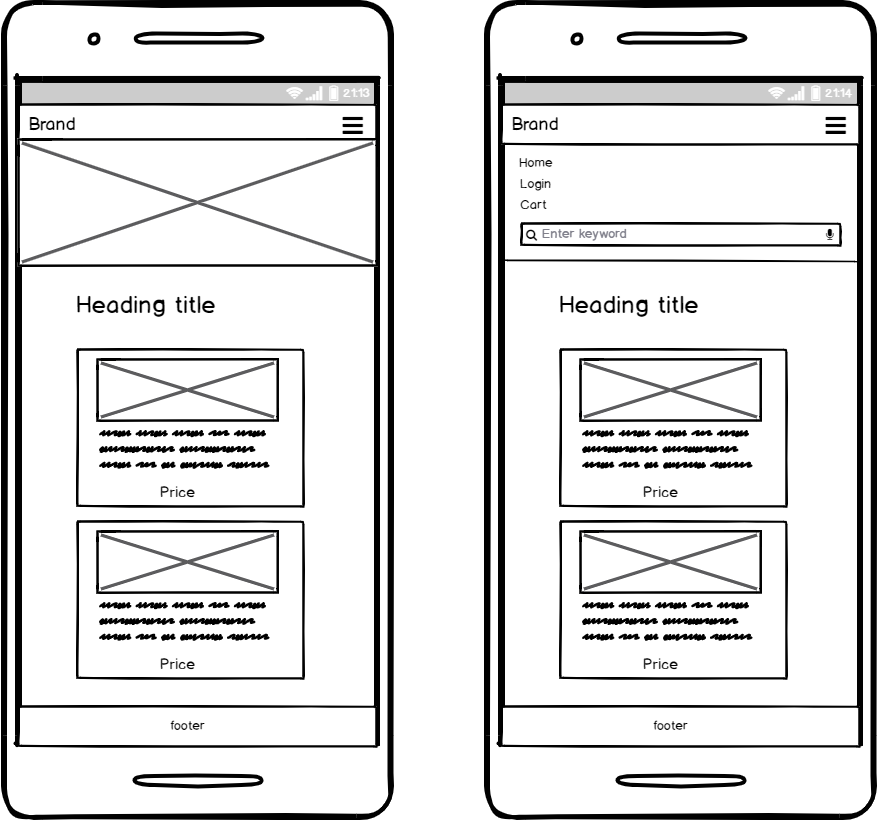 21:13
Brand
Heading title
Price
Price
footer
21:14
Brand
Home
Login
Cart
Enter keyword
Heading title
Price
Price
footer